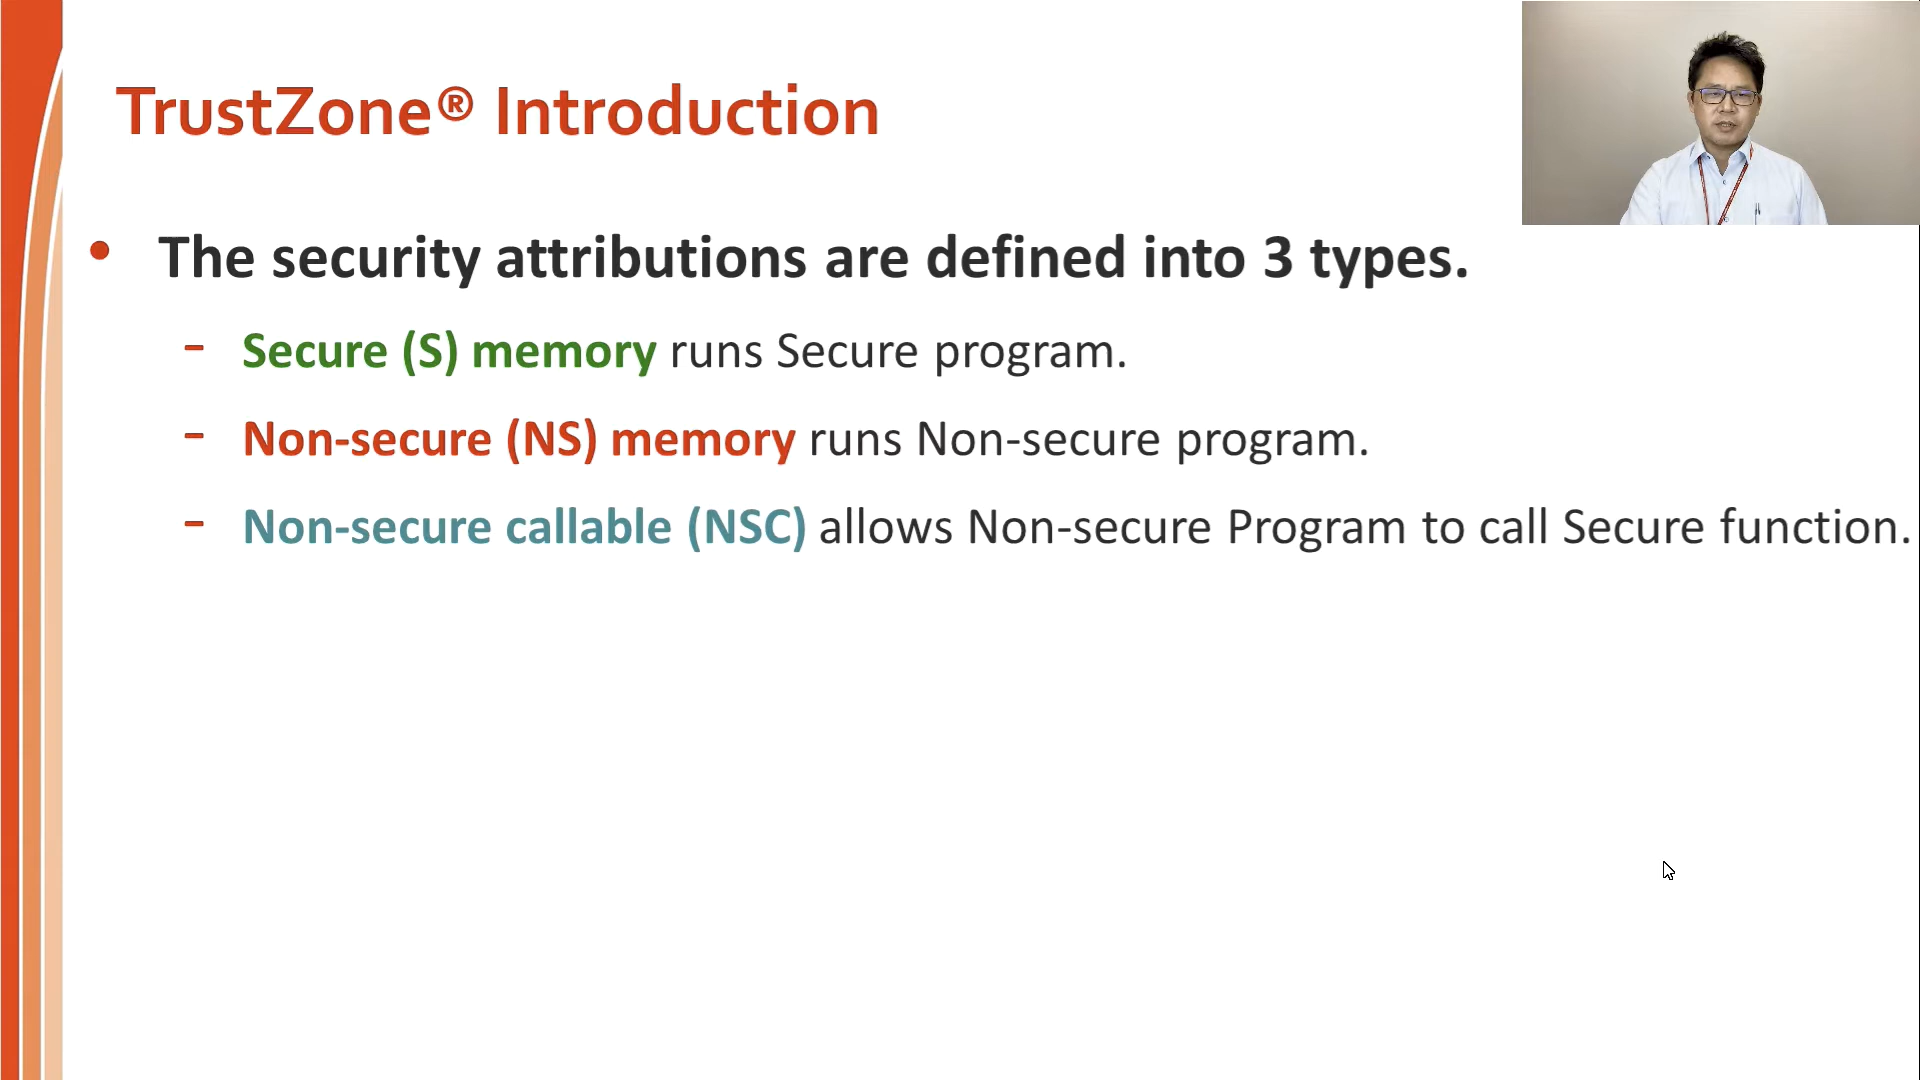 TrustZone® Introduction
• The security attributions are defined into 3 types.
- Secure (S) memory runs Secure program.
- Non-secure (NS) memory runs Non-secure program.
- Non-secure callable (NSC) allows Non-secure Program to call Secure function.